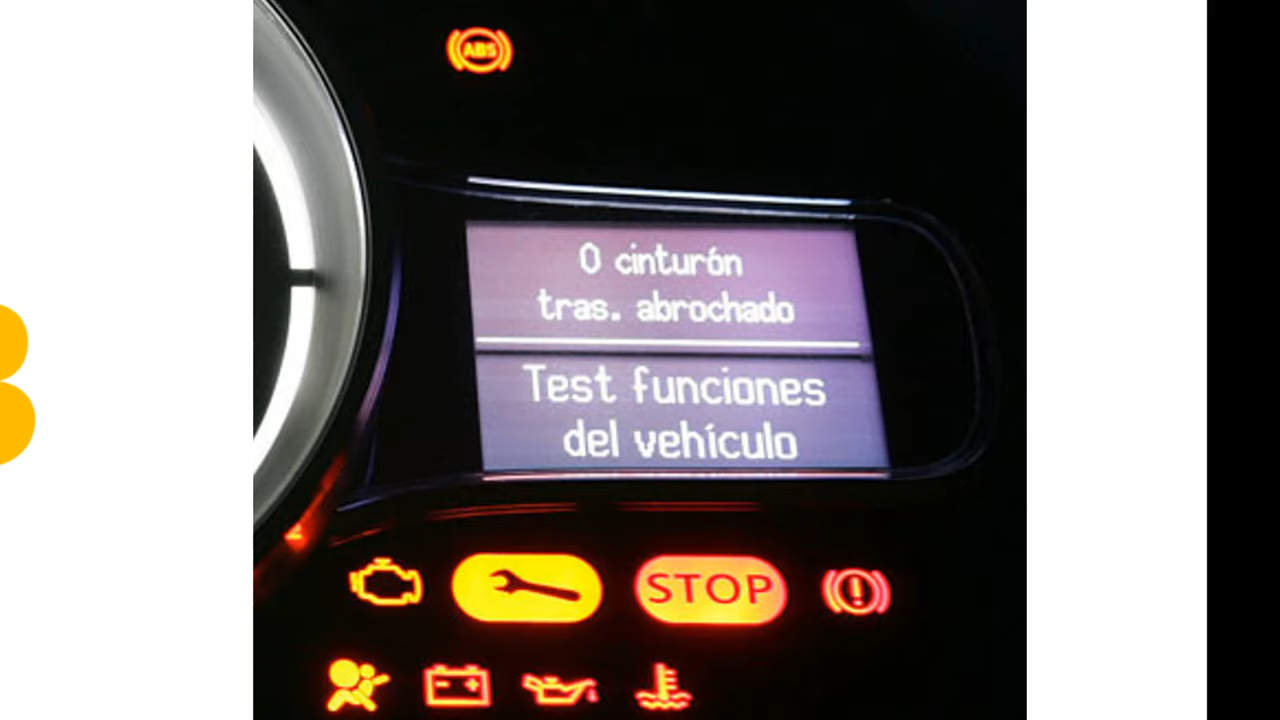 ABS
0 cinturón
tras. abrochado
Test funciones
del vehículo
STOP